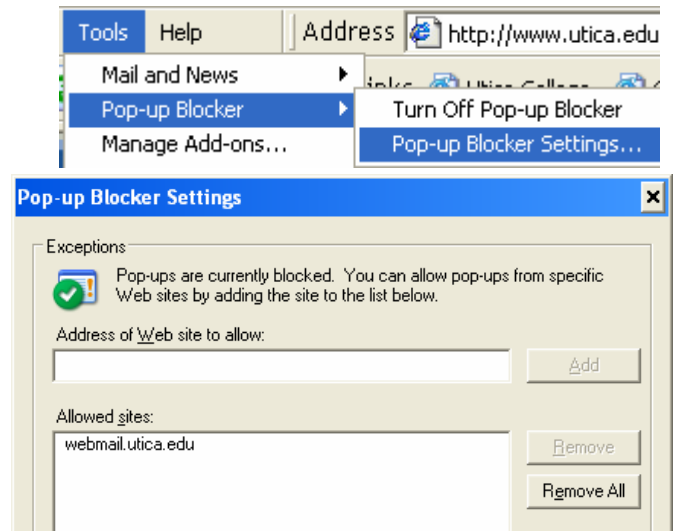 Tools Help Address http://www.utica.edu
Mail and News
Pop-up Blocker Turn Off Pop-up Blocker
Manage Add-ons... Pop-up Blocker Settings...
Pop-up Blocker Settings
Exceptions
Pop-ups are currently blocked. You can allow pop-ups from specific
Web sites by adding the site to the list below.
Address of Web site to allow:
Add
Allowed sites:
webmail.utica.edu
Remove
Remove All